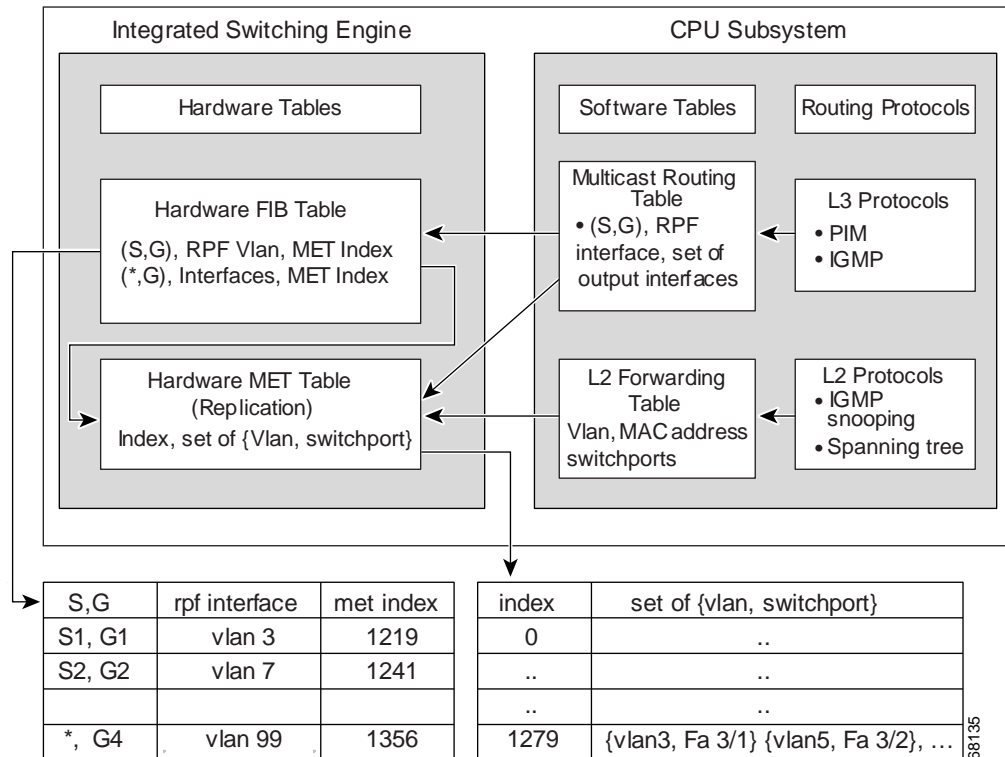 Integrated Switching Engine
CPU Subsystem
Hardware Tables
Software Tables
Routing Protocols
Hardware FIB Table
(S,G), RPF Vlan, MET Index
(*,G), Interfaces, MET Index
Multicast Routing
Table
• (S,G), RPF
interface, set of
output interfaces
L3 Protocols
• PIM
• IGMP
Hardware MET Table
(Replication)
Index, set of {Vlan, switchport}
L2 Forwarding
Table
Vlan, MAC address
switchports
L2 Protocols
• IGMP
snooping
• Spanning tree
S,G rpf interface met index
S1, G1 vlan 3 1219
S2, G2 vlan 7 1241
*, G4 vlan 99 1356
index set of {vlan, switchport}
0 ..
.. ..
.. ..
1279 {vlan3, Fa 3/1} {vlan5, Fa 3/2}, ...
68135